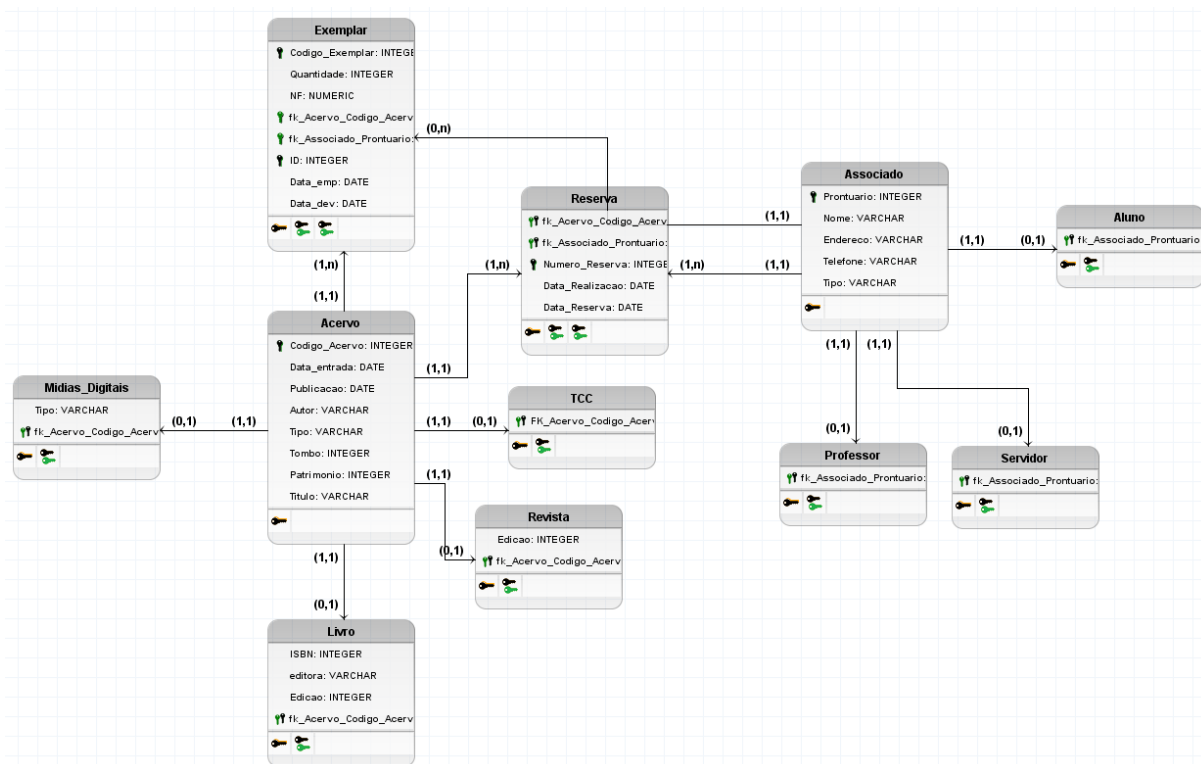 Exemplar
Codigo_Exemplar: INTEGE
Quantidade: INTEGER
NF: NUMERIC
fk_Acervo_Codigo_Acerv
fk_Associado_Prontuario:
ID: INTEGER
Data_emp: DATE
Data_dev: DATE
(0,n)
(1,n)
(1,1)
Reserva
fk_Acervo_Codigo_Acerv
fk_Associado_Prontuario:
Numero_Reserva: INTEGE
Data_Realizacao: DATE
Data_Reserva: DATE
(1,n)
(1,n)
(1,1)
(1,1)
Associado
Prontuario: INTEGER
Nome: VARCHAR
Endereco: VARCHAR
Telefone: VARCHAR
Tipo: VARCHAR
(1,1)
(0,1)
Aluno
fk_Associado_Prontuario
(1,1)
(1,1)
(0,1)
(0,1)
Professor
fk_Associado_Prontuario:
Servidor
fk_Associado_Prontuario:
Acervo
Codigo_Acervo: INTEGER
Data_entrada: DATE
Publicacao: DATE
Autor: VARCHAR
Tipo: VARCHAR
Tombo: INTEGER
Patrimonio: INTEGER
Titulo: VARCHAR
(1,1)
Midias_Digitais
Tipo: VARCHAR
fk_Acervo_Codigo_Acerv
(0,1)
(1,1)
(1,1)
(0,1)
TCC
FK_Acervo_Codigo_Acer
(1,1)
(0,1)
Revista
Edicao: INTEGER
fk_Acervo_Codigo_Acerv
(1,1)
(0,1)
Livro
ISBN: INTEGER
editora: VARCHAR
Edicao: INTEGER
fk_Acervo_Codigo_Acerv